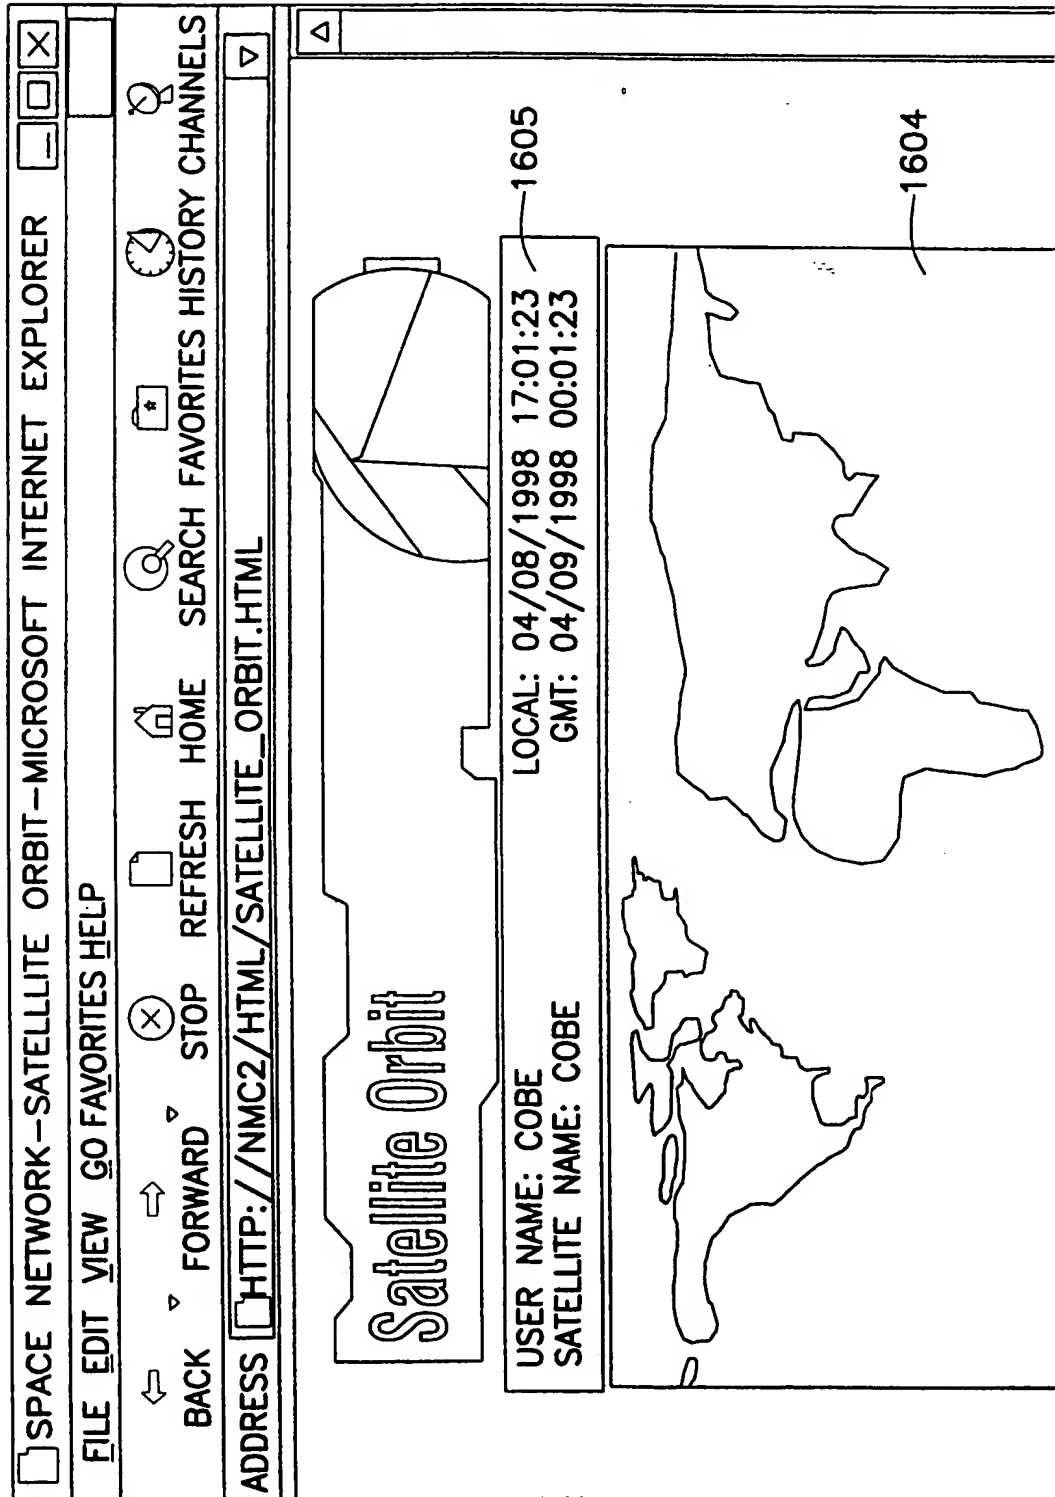 SPACE NETWORK–SATELLLITE ORBIT–MICROSOFT INTERNET EXPLORER
FILE EDIT VIEW GO FAVORITES HELP
BACK FORWARD STOP REFRESH HOME SEARCH FAVORITES HISTORY CHANNELS
ADDRESS HTTP://NMC2/HTML/SATELLITE_ORBIT.HTML
Satellite Orbit
USER NAME: COBE LOCAL: 04/08/1998 17:01:23
SATELLITE NAME: COBE GMT: 04/09/1998 00:01:23
1605
1604